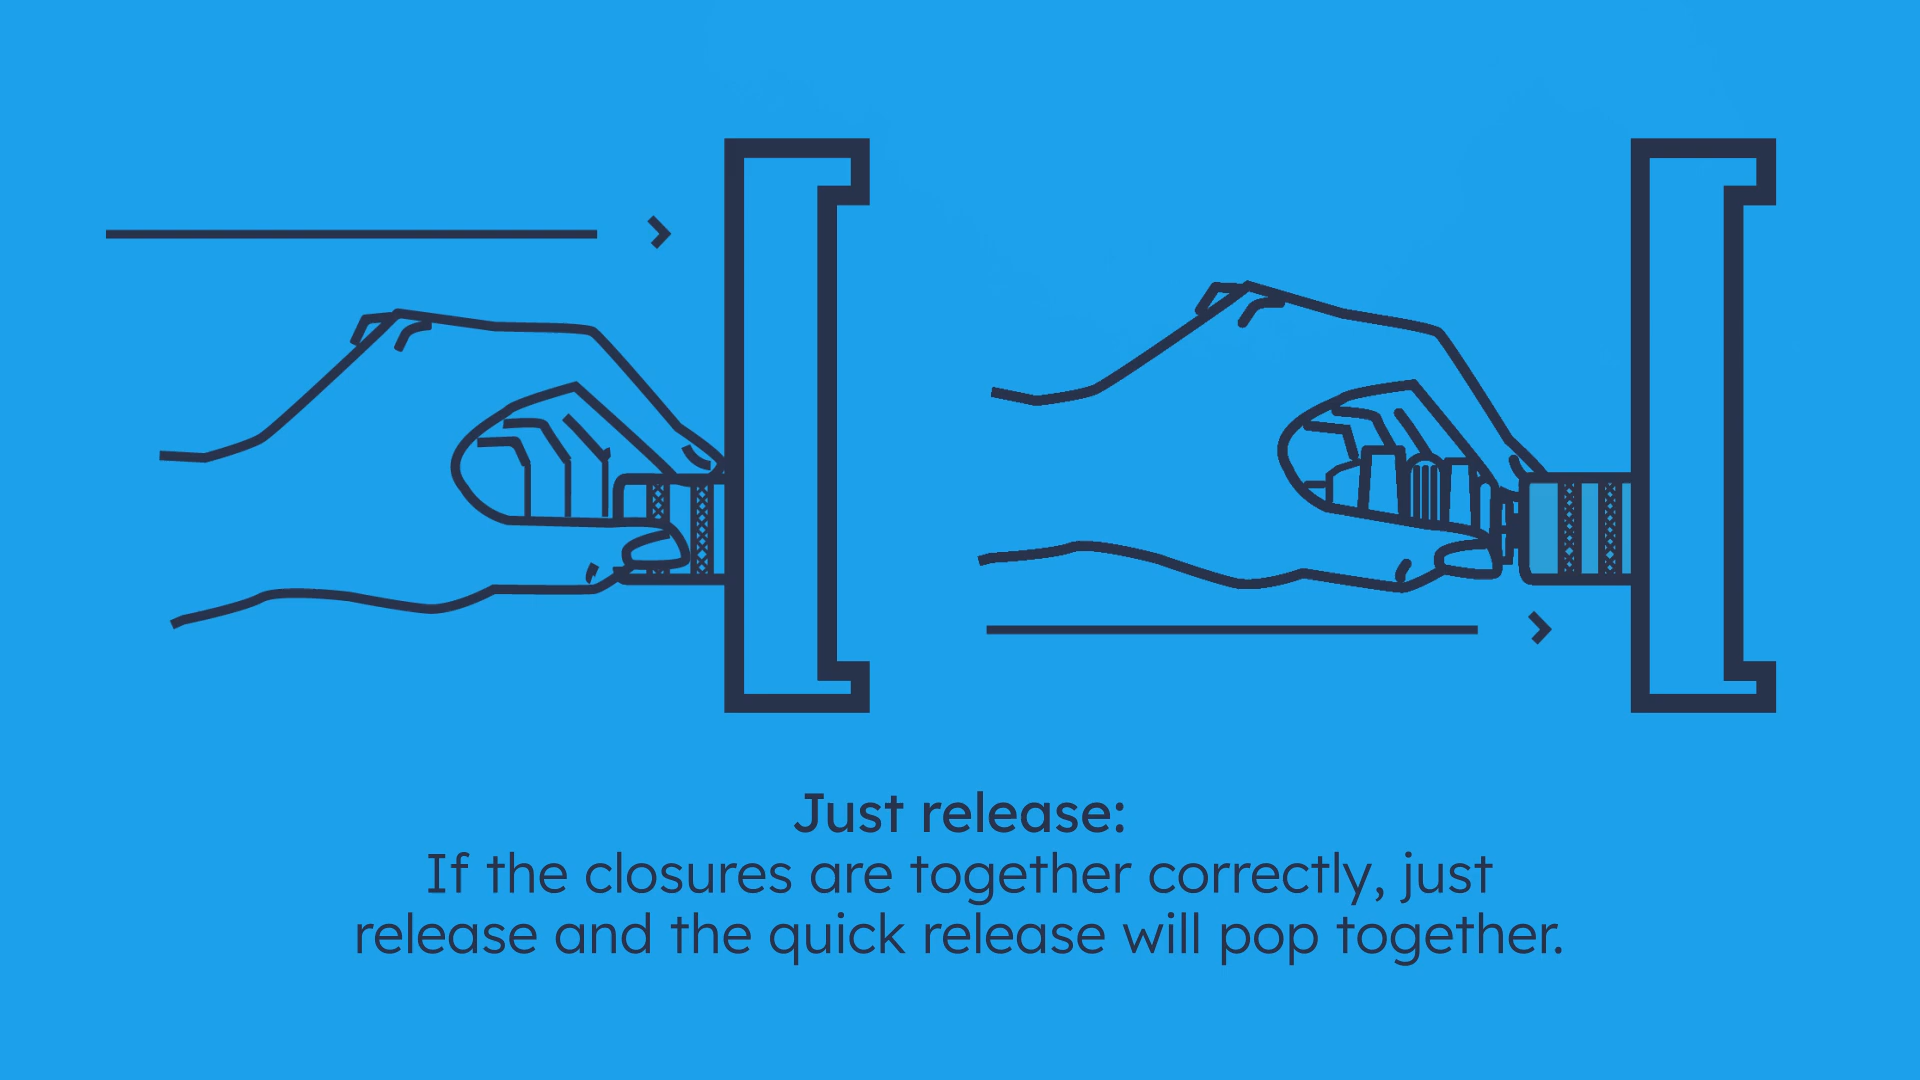 Just release:
If the closures are together correctly, just
release and the quick release will pop together.